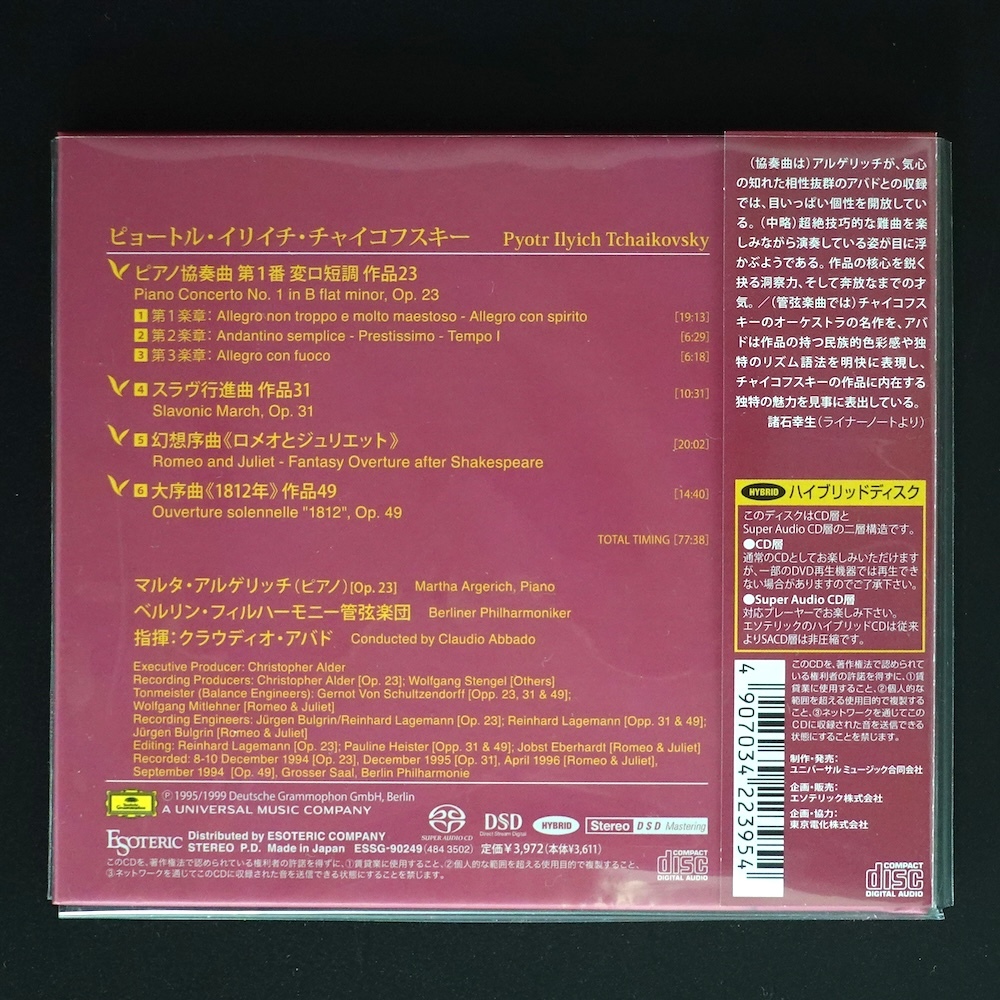 ピョートル・イリイチ・チャイコフスキー Pyotr Ilyich Tchaikovsky
ピアノ協奏曲 第1番 変ロ短調 作品23
Piano Concerto No. 1 in B flat minor, Op. 23
1 第1楽章: Allegro non troppo e molto maestoso - Allegro con spirito [19:13]
2 第2楽章: Andantino semplice - Prestissimo - Tempo I [6:29]
3 第3楽章: Allegro con fuoco [6:18]
4 スラヴ行進曲 作品31 [10:31]
Slavonic March, Op. 31
5 幻想序曲《ロメオとジュリエット》 [20:02]
Romeo and Juliet - Fantasy Overture after Shakespeare
6 大序曲《1812年》作品49 [14:40]
Ouverture solennelle "1812", Op. 49
TOTAL TIMING [77:38]
マルタ・アルゲリッチ(ピアノ)[Op. 23] Martha Argerich, Piano
ベルリン・フィルハーモニー管弦楽団 Berliner Philharmoniker
指揮:クラウディオ・アバド Conducted by Claudio Abbado
Executive Producer: Christopher Alder
Recording Producers: Christopher Alder [Op. 23]; Wolfgang Stengel [Others]
Tonmeister (Balance Engineers): Gernot Von Schultzendorff [Opp. 23, 31 & 49];
Wolfgang Mitlehner [Romeo & Juliet]
Recording Engineers: Jürgen Bulgrin/Reinhard Lagemann [Op. 23]; Reinhard Lagemann [Opp. 31 & 49];
Jürgen Bulgrin [Romeo & Juliet]
Editing: Reinhard Lagemann [Op. 23]; Pauline Heister [Opp. 31 & 49]; Jobst Eberhardt [Romeo & Juliet]
Recorded: 8-10 December 1994 [Op. 23], December 1995 [Op. 31], April 1996 [Romeo & Juliet],
September 1994 [Op. 49], Grosser Saal, Berlin Philharmonie
Deutsche Grammophon
℗ 1995/1999 Deutsche Grammophon GmbH, Berlin
A UNIVERSAL MUSIC COMPANY
SUPER AUDIO CD
DSD
Direct Stream Digital
HYBRID
Stereo DSD Mastering
ESOTERIC
Distributed by ESOTERIC COMPANY
STEREO P.D. Made in Japan ESSG-90249 (484 3502) 定価¥3,972(本体¥3,611)
このCDを、著作権法で認められている権利者の許諾を得ずに、①賃貸業に使用すること、②個人的な範囲を超える使用目的で複製すること、
③ネットワークを通じてこのCDに収録された音を送信できる状態にすることを禁じます。
COMPACT
disc
DIGITAL AUDIO
(協奏曲は)アルゲリッチが、気心
の知れた相性抜群のアバドとの収録
では、目いっぱい個性を開放してい
る。(中略)超絶技巧的な難曲を楽
しみながら演奏している姿が目に浮
かぶようである。作品の核心を鋭く
抉る洞察力、そして奔放なまでの才
気。/(管弦楽曲では)チャイコフス
キーのオーケストラの名作を、アバ
ドは作品の持つ民族的色彩感や独
特のリズム語法を明快に表現し、
チャイコフスキーの作品に内在する
独特の魅力を見事に表出している。
諸石幸生(ライナーノートより)
HYBRID ハイブリッドディスク
このディスクはCD層と
Super Audio CD層の二層構造です。
●CD層
通常のCDとしてお楽しみいただけます
が、一部のDVD再生機器では再生でき
ない場合がありますのでご了承下さい。
●Super Audio CD層
対応プレーヤーでお楽しみ下さい。
エソテリックのハイブリッドCDは従来
よりSACD層は非圧縮です。
4 907034 223954
このCDを、著作権法で認められて
いる権利者の許諾を得ずに、①賃
貸業に使用すること、②個人的な
範囲を超える使用目的で複製する
こと、③ネットワークを通じてこの
CDに収録された音を送信できる
状態にすることを禁じます。
制作・発売:
ユニバーサル ミュージック合同会社
企画・販売:
エソテリック株式会社
企画・協力:
東京電化株式会社
COMPACT
disc
DIGITAL AUDIO